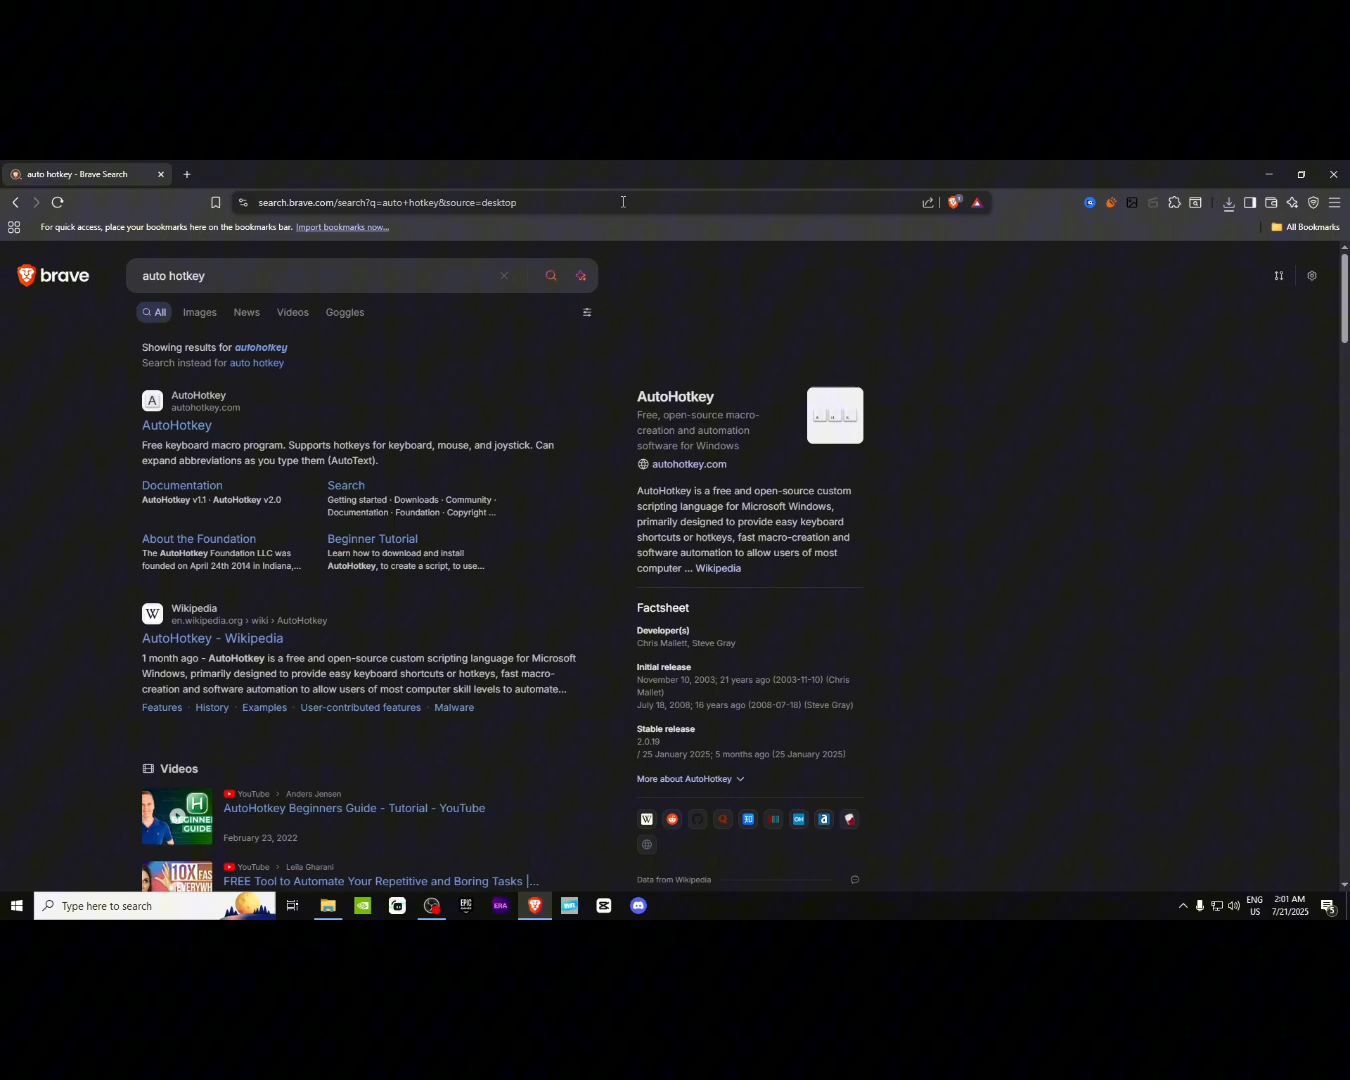 auto hotkey - Brave Search
search.brave.com/search?q=auto+hotkey&source=desktop
For quick access, place your bookmarks here on the bookmarks bar. Import bookmarks now...
All Bookmarks
brave
auto hotkey
All Images News Videos Goggles
Showing results for autohotkey
Search instead for auto hotkey
AutoHotkey
autohotkey.com
AutoHotkey
Free keyboard macro program. Supports hotkeys for keyboard, mouse, and joystick. Can
expand abbreviations as you type them (AutoText).
Documentation
AutoHotkey v1.1 · AutoHotkey v2.0
Search
Getting started · Downloads · Community ·
Documentation · Foundation · Copyright ...
About the Foundation
The AutoHotkey Foundation LLC was
founded on April 24th 2014 in Indiana,...
Beginner Tutorial
Learn how to download and install
AutoHotkey, to create a script, to use...
W
Wikipedia
en.wikipedia.org › wiki › AutoHotkey
AutoHotkey - Wikipedia
1 month ago - AutoHotkey is a free and open-source custom scripting language for Microsoft
Windows, primarily designed to provide easy keyboard shortcuts or hotkeys, fast macro-
creation and software automation to allow users of most computer skill levels to automate...
Features · History · Examples · User-contributed features · Malware
Videos
YouTube › Anders Jensen
AutoHotkey Beginners Guide - Tutorial - YouTube
February 23, 2022
YouTube › Leila Gharani
FREE Tool to Automate Your Repetitive and Boring Tasks |...
AutoHotkey
Free, open-source macro-
creation and automation
software for Windows
autohotkey.com
AutoHotkey is a free and open-source custom
scripting language for Microsoft Windows,
primarily designed to provide easy keyboard
shortcuts or hotkeys, fast macro-creation and
software automation to allow users of most
computer ... Wikipedia
Factsheet
Developer(s)
Chris Mallett, Steve Gray
Initial release
November 10, 2003; 21 years ago (2003-11-10) (Chris
Mallet)
July 18, 2008; 16 years ago (2008-07-18) (Steve Gray)
Stable release
2.0.19
/ 25 January 2025; 5 months ago (25 January 2025)
More about AutoHotkey
Data from Wikipedia
Type here to search
EPIC
ERA
ENG
US
2:01 AM
7/21/2025
5